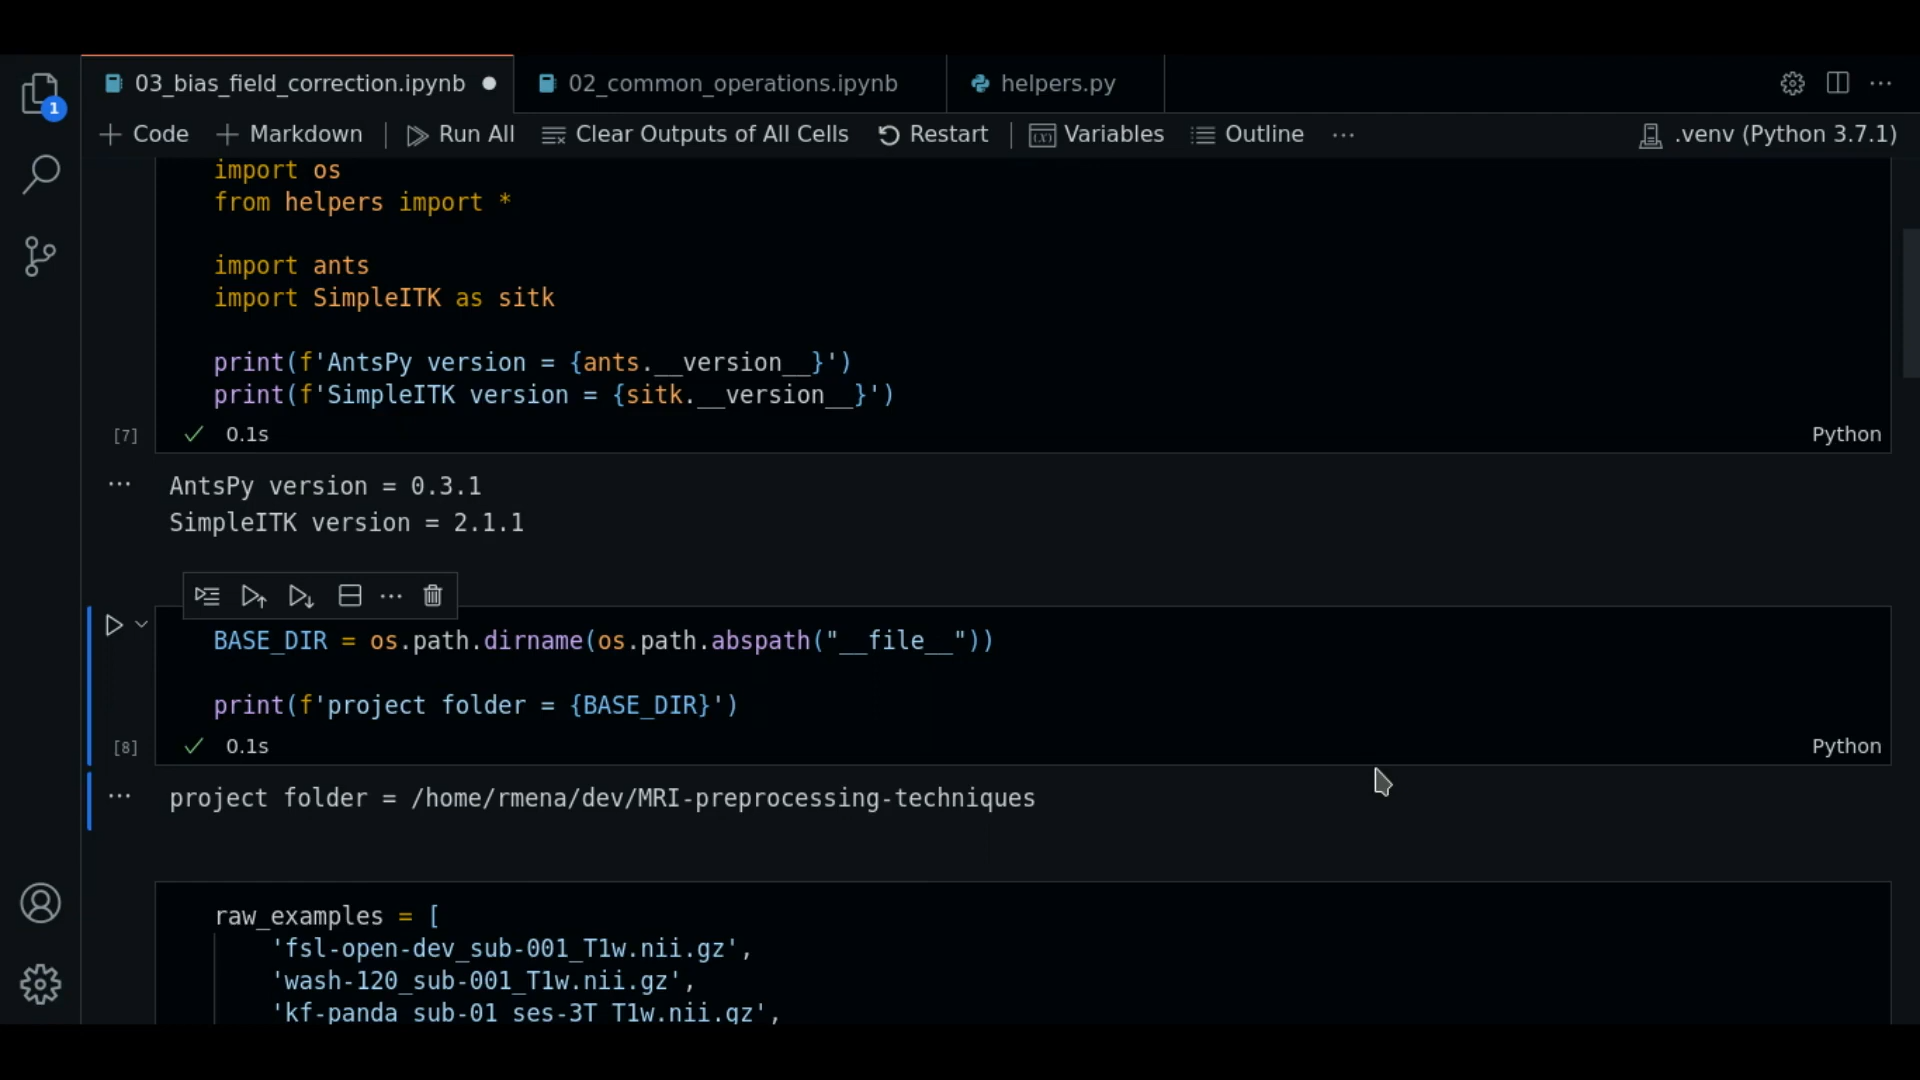 03_bias_field_correction.ipynb
02_common_operations.ipynb
helpers.py
1
Code
Markdown
Run All
Clear Outputs of All Cells
Restart
Variables
Outline
...
.venv (Python 3.7.1)
import os
from helpers import *
import ants
import SimpleITK as sitk
print(f'AntsPy version = {ants.__version__}')
print(f'SimpleITK version = {sitk.__version__}')
[7]
0.1s
Python
AntsPy version = 0.3.1
SimpleITK version = 2.1.1
BASE_DIR = os.path.dirname(os.path.abspath("__file__"))
print(f'project folder = {BASE_DIR}')
[8]
0.1s
Python
project folder = /home/rmena/dev/MRI-preprocessing-techniques
raw_examples = [
'fsl-open-dev_sub-001_T1w.nii.gz',
'wash-120_sub-001_T1w.nii.gz',
'kf-panda_sub-01_ses-3T_T1w.nii.gz',